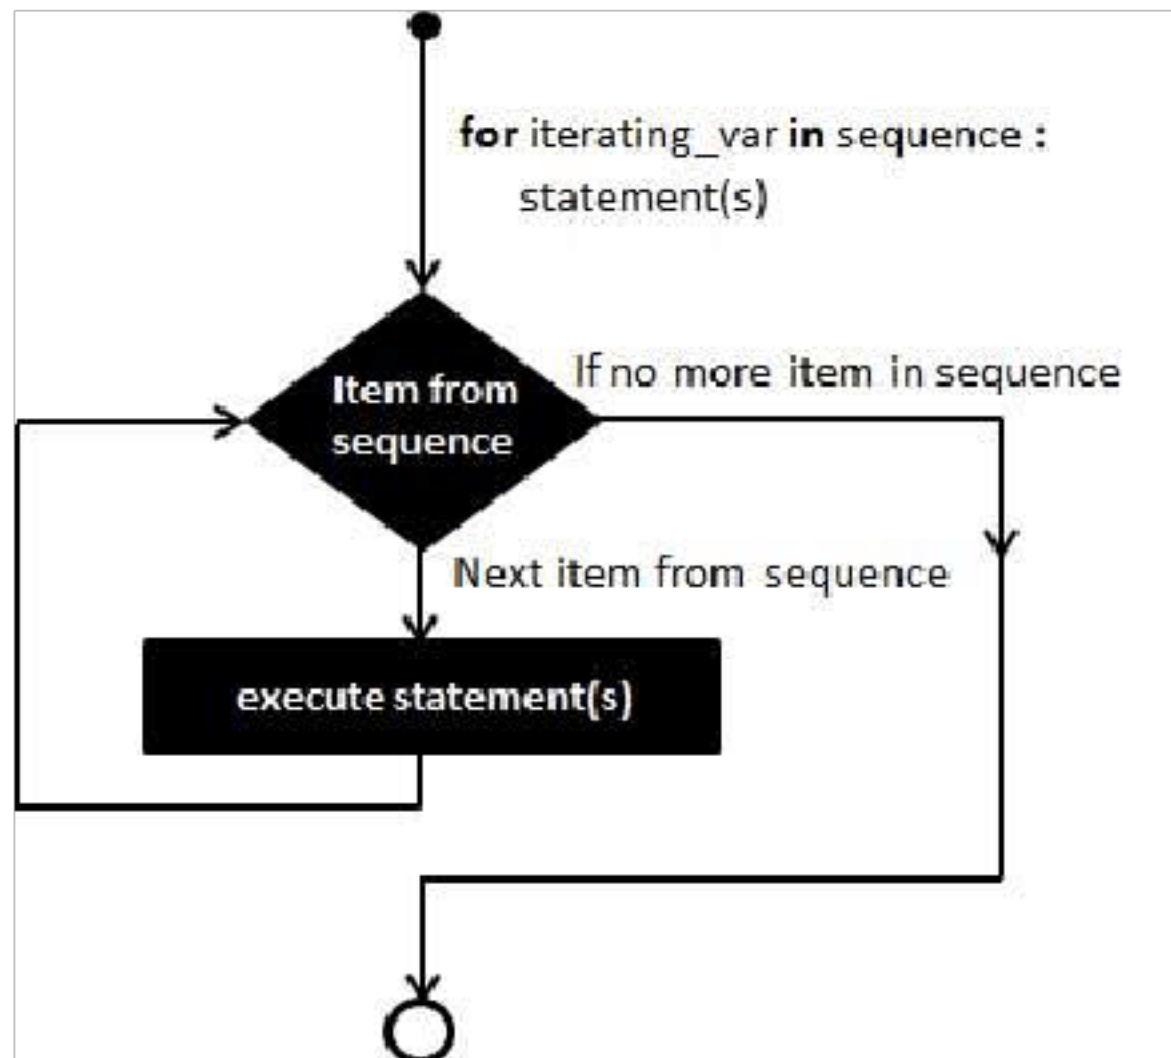 for iterating_var in sequence :
statement(s)
If no more item in sequence
Item from
sequence
Next item from sequence
execute statement(s)